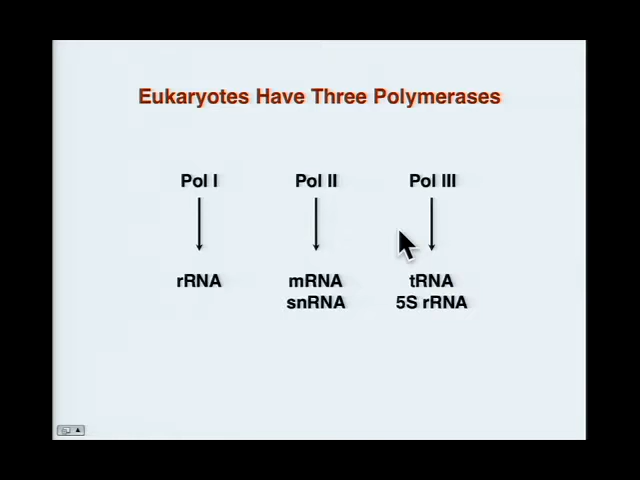 Eukaryotes Have Three Polymerases
Pol I Pol II Pol III
rRNA mRNA tRNA
snRNA 5S rRNA